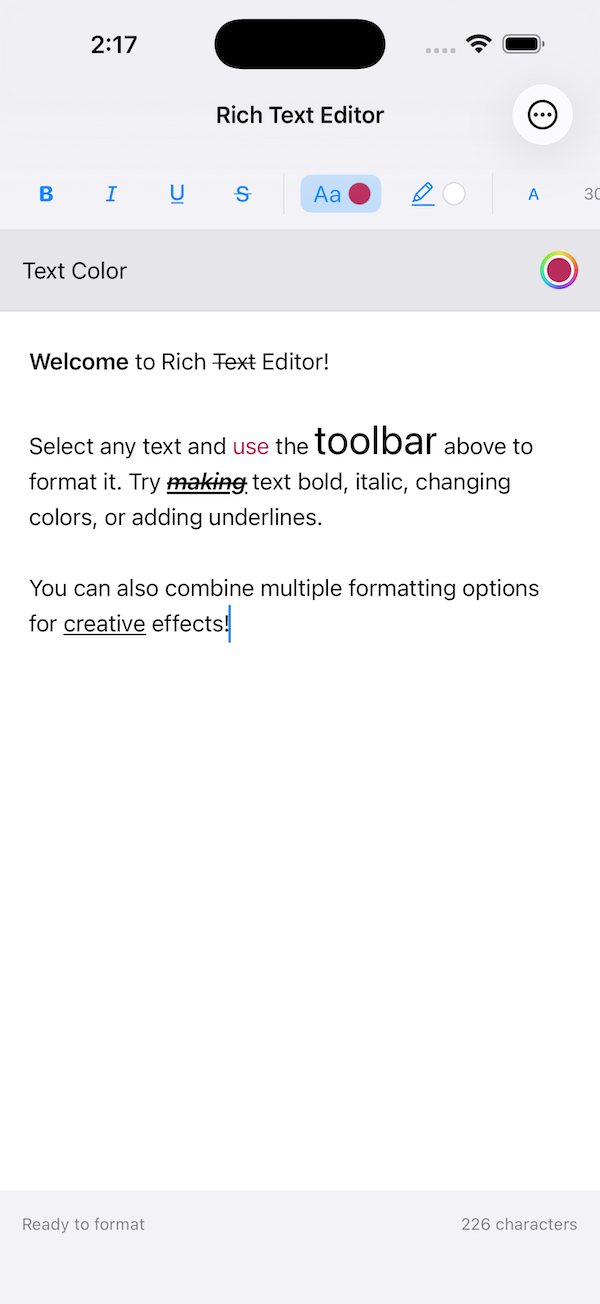 2:17
Rich Text Editor
B I U S Aa A 30
Text Color
Welcome to Rich Text Editor!
Select any text and use the toolbar above to
format it. Try making text bold, italic, changing
colors, or adding underlines.
You can also combine multiple formatting options
for creative effects!
Ready to format
226 characters